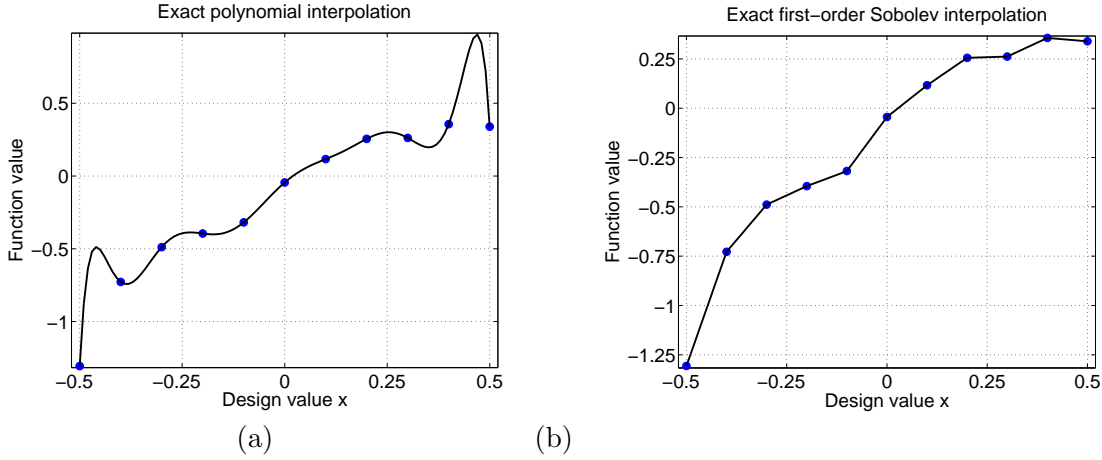 Exact polynomial interpolation
0.5
0
−0.5
−1
Function value
−0.5
−0.25
0
0.25
0.5
Design value x
(a)
Exact first−order Sobolev interpolation
0.25
0
−0.25
−0.5
−0.75
−1
−1.25
Function value
−0.5
−0.25
0
0.25
0.5
Design value x
(b)